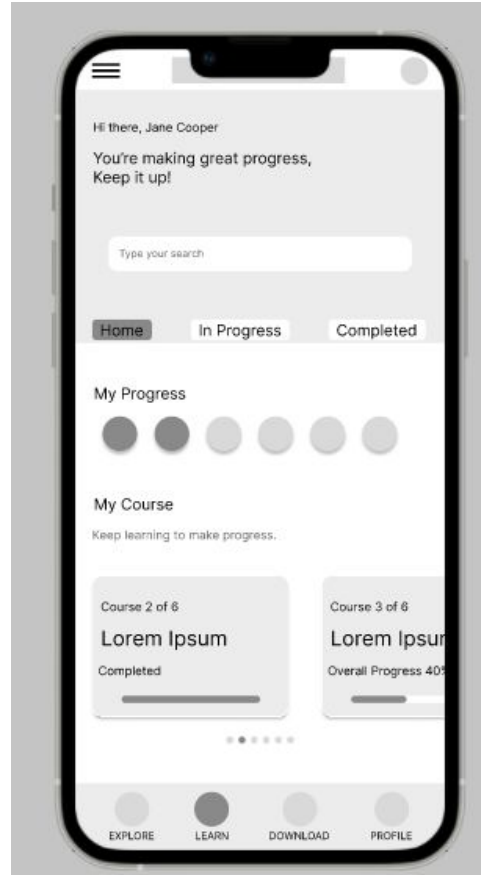 Hi there, Jane Cooper
You're making great progress,
Keep it up!
Type your search
Home In Progress Completed
My Progress
My Course
Keep learning to make progress.
Course 2 of 6
Lorem Ipsum
Completed
Course 3 of 6
Lorem Ipsur
Overall Progress 40%
EXPLORE LEARN DOWNLOAD PROFILE